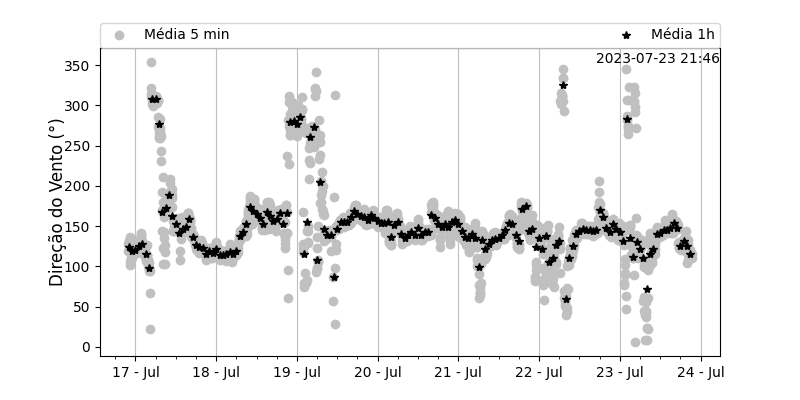 Média 5 min
Média 1h
2023-07-23 21:46
Direção do Vento (°)
350
300
250
200
150
100
50
0
17 - Jul
18 - Jul
19 - Jul
20 - Jul
21 - Jul
22 - Jul
23 - Jul
24 - Jul